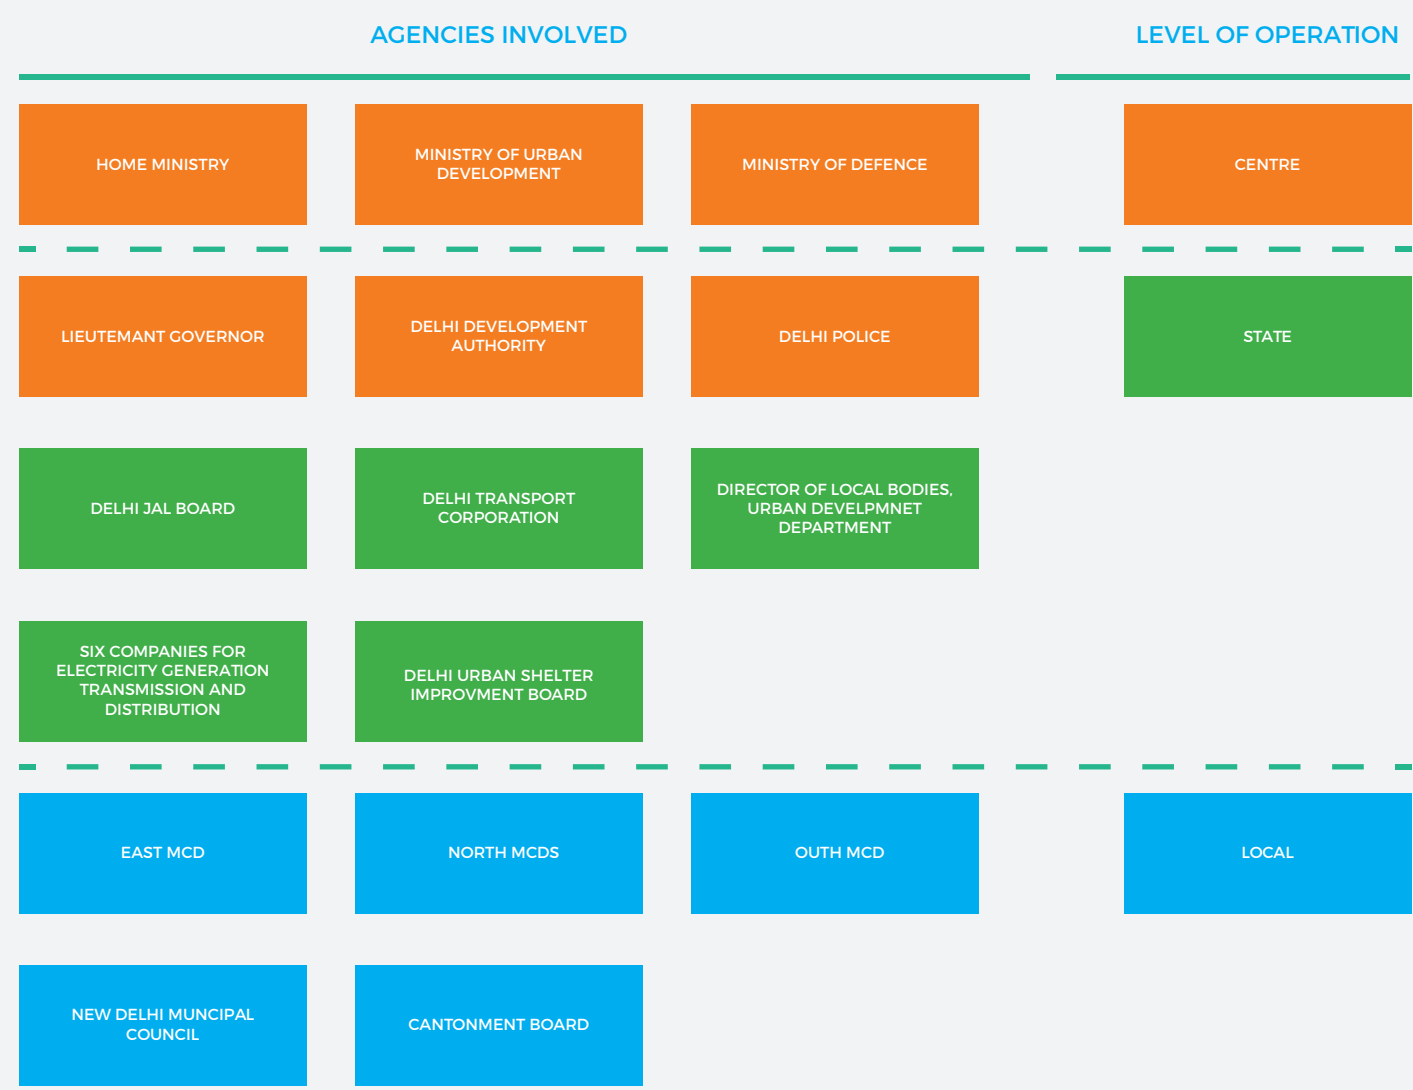 AGENCIES INVOLVED
LEVEL OF OPERATION
HOME MINISTRY
MINISTRY OF URBAN
DEVELOPMENT
MINISTRY OF DEFENCE
CENTRE
LIEUTEMANT GOVERNOR
DELHI DEVELOPMENT
AUTHORITY
DELHI POLICE
STATE
DELHI JAL BOARD
DELHI TRANSPORT
CORPORATION
DIRECTOR OF LOCAL BODIES,
URBAN DEVELPMNET
DEPARTMENT
SIX COMPANIES FOR
ELECTRICITY GENERATION
TRANSMISSION AND
DISTRIBUTION
DELHI URBAN SHELTER
IMPROVMENT BOARD
EAST MCD
NORTH MCDS
OUTH MCD
LOCAL
NEW DELHI MUNCIPAL
COUNCIL
CANTONMENT BOARD